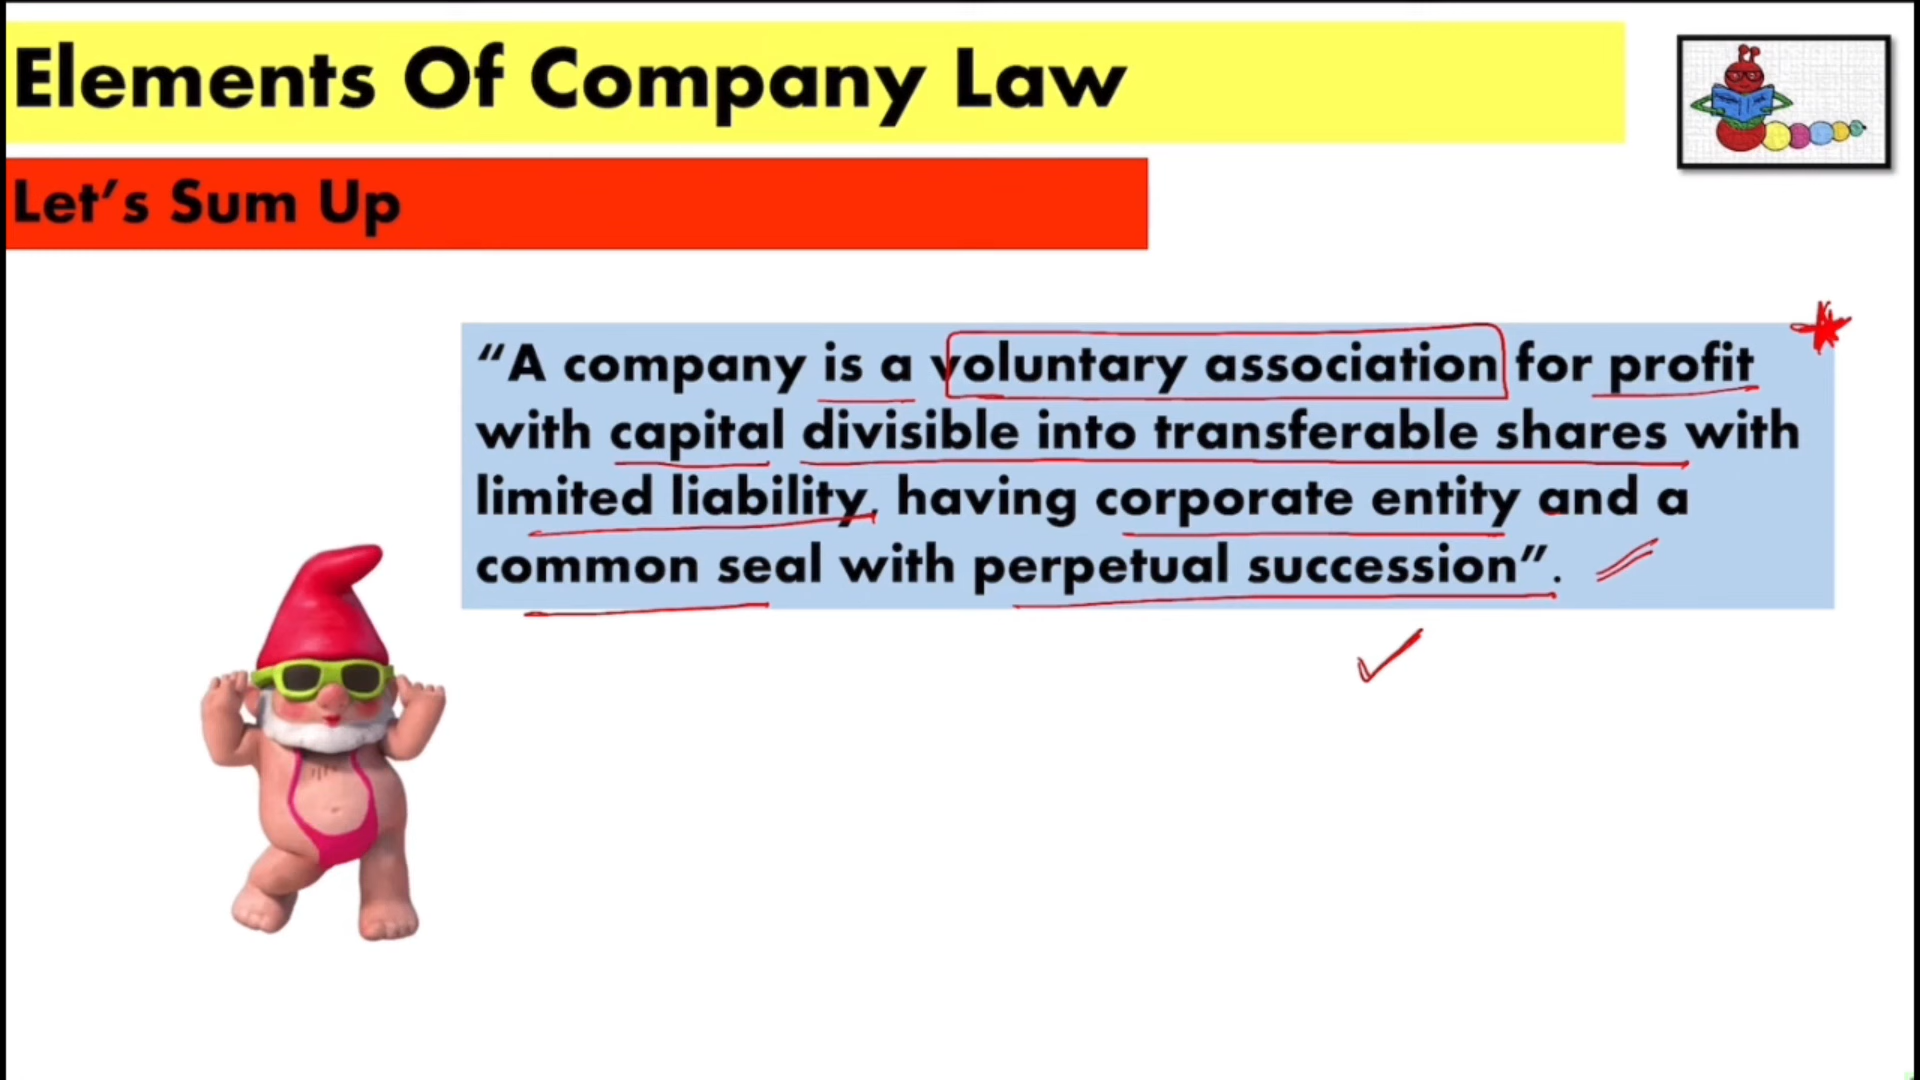 Elements Of Company Law
Let’s Sum Up
“A company is a voluntary association for profit
with capital divisible into transferable shares with
limited liability, having corporate entity and a
common seal with perpetual succession”.